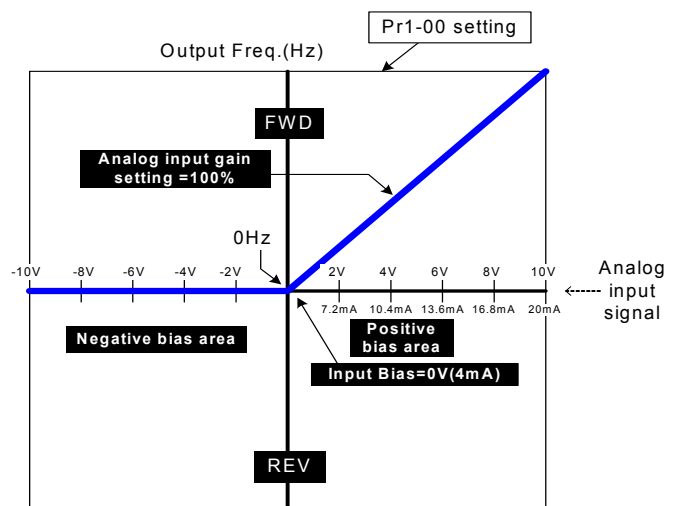 Pr1-00 setting
Output Freq.(Hz)
FWD
Analog input gain
setting =100%
0Hz
-10V -8V -6V -4V -2V 2V 4V 6V 8V 10V
7.2mA 10.4mA 13.6mA 16.8mA 20mA
Analog
input
signal
Negative bias area
Positive
bias area
Input Bias=0V(4mA)
REV